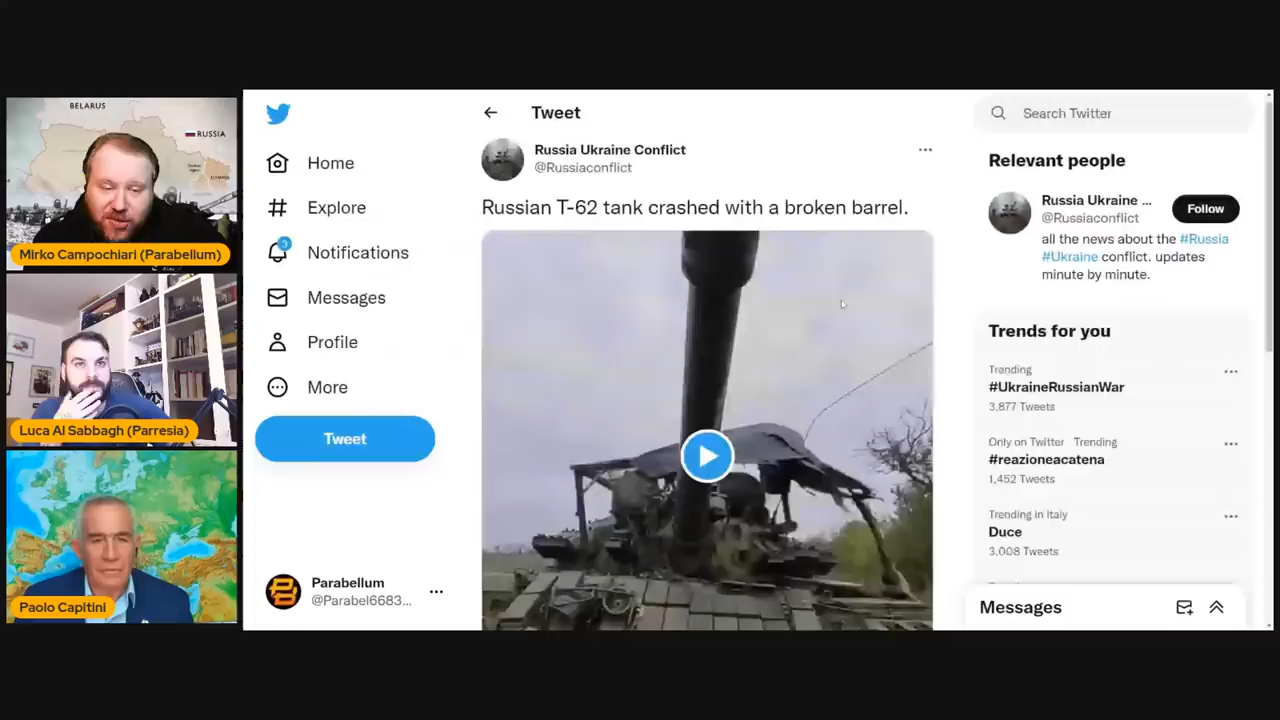 BELARUS
RUSSIA
Mirko Campochiari (Parabellum)
Luca Al Sabbagh (Parresia)
Paolo Capitini
Home
Explore
3
Notifications
Messages
Profile
More
Tweet
Parabellum
@Parabel6683...
Tweet
Russia Ukraine Conflict
@Russiaconflict
Russian T-62 tank crashed with a broken barrel.
Search Twitter
Relevant people
Russia Ukraine ...
@Russiaconflict
Follow
all the news about the #Russia
#Ukraine conflict. updates
minute by minute.
Trends for you
Trending
#UkraineRussianWar
3,877 Tweets
Only on Twitter Trending
#reazioneacatena
1,452 Tweets
Trending in Italy
Duce
3,008 Tweets
Messages